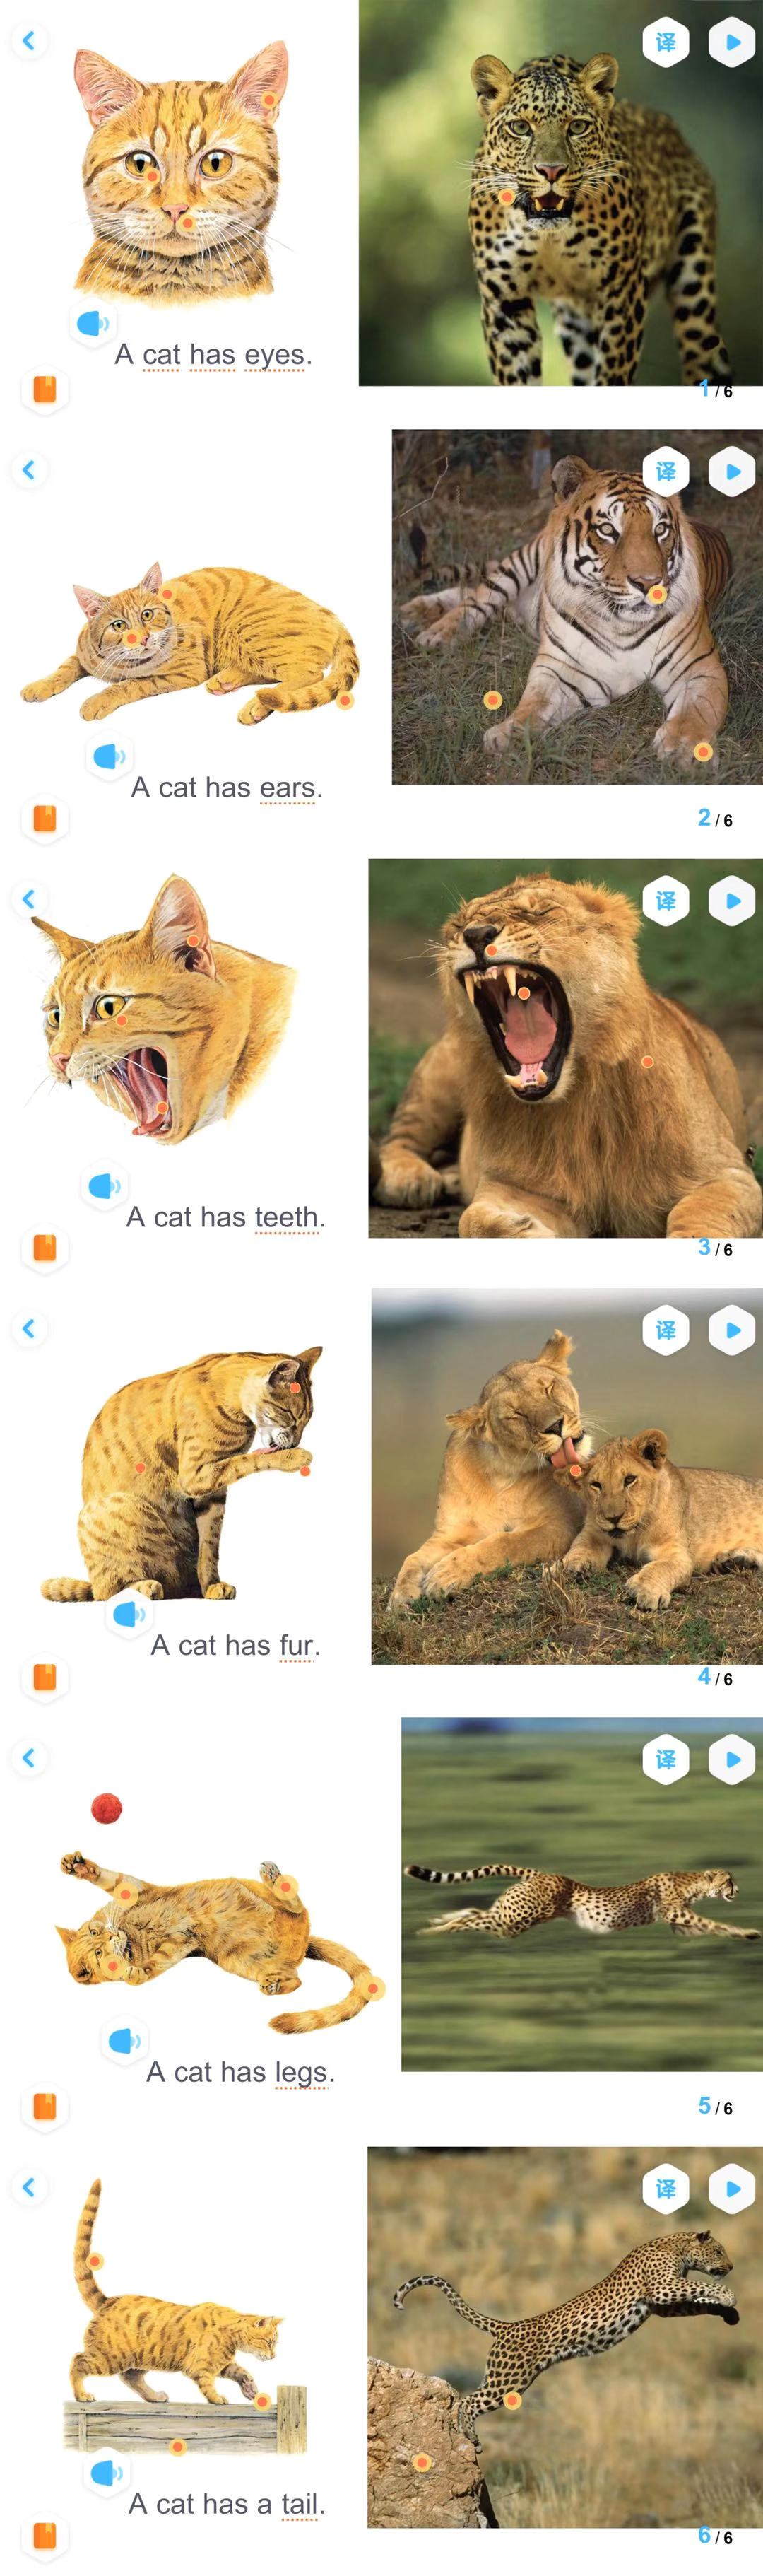 译
A cat has eyes.
1/6
译
A cat has ears.
2/6
译
A cat has teeth.
3/6
译
A cat has fur.
4/6
译
A cat has legs.
5/6
译
A cat has a tail.
6/6